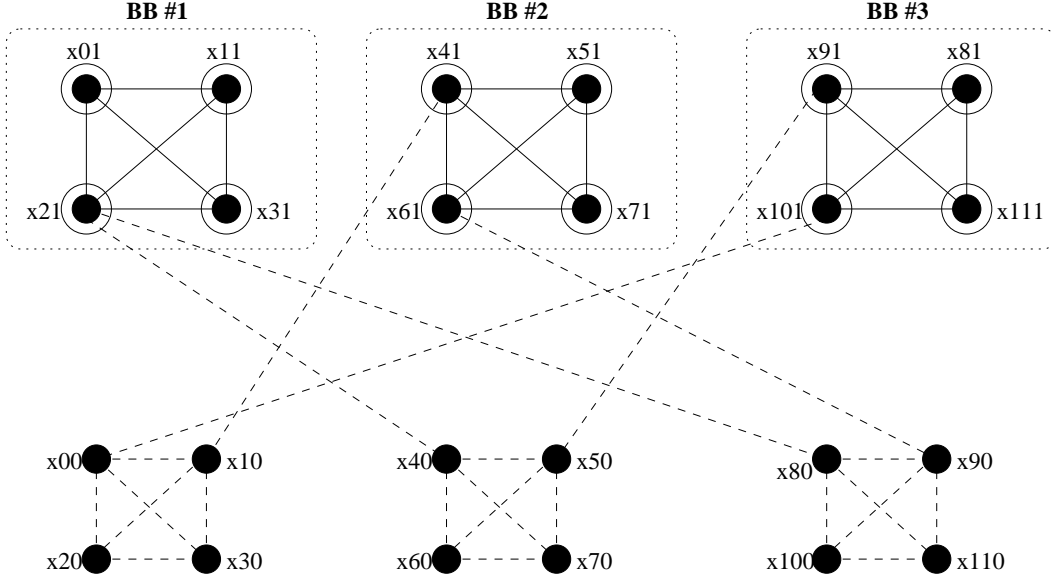 BB #1 BB #2 BB #3
x01 x11 x41 x51 x91 x81
x21 x31 x61 x71 x101 x111
x00 x10 x40 x50 x80 x90
x20 x30 x60 x70 x100 x110